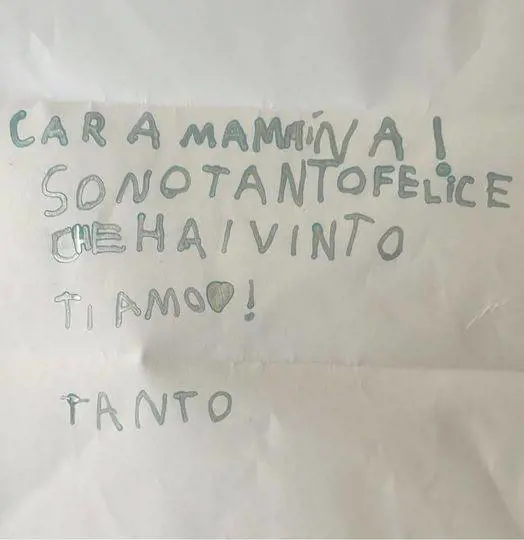 CARA MAMMINA!
SONO TANTO FELICE
CHE HAI VINTO
TI AMO♥!
TANTO